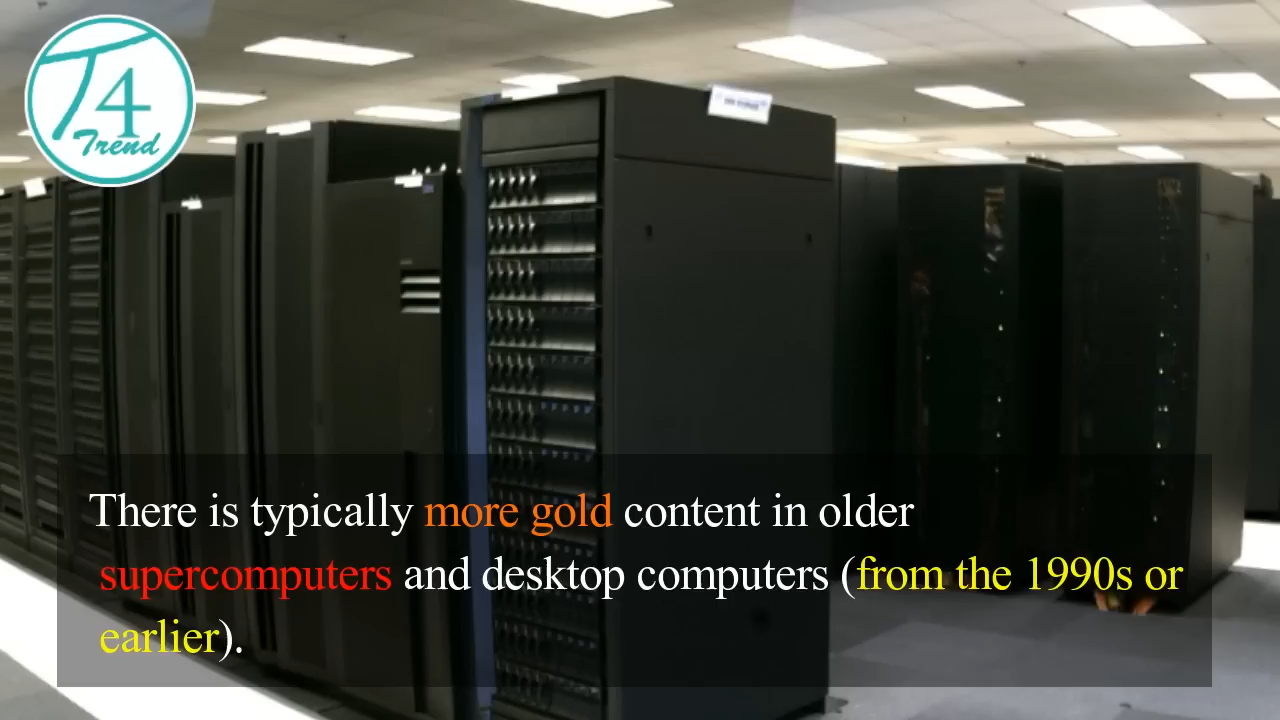 T4
Trend
There is typically more gold content in older
supercomputers and desktop computers (from the 1990s or
earlier).